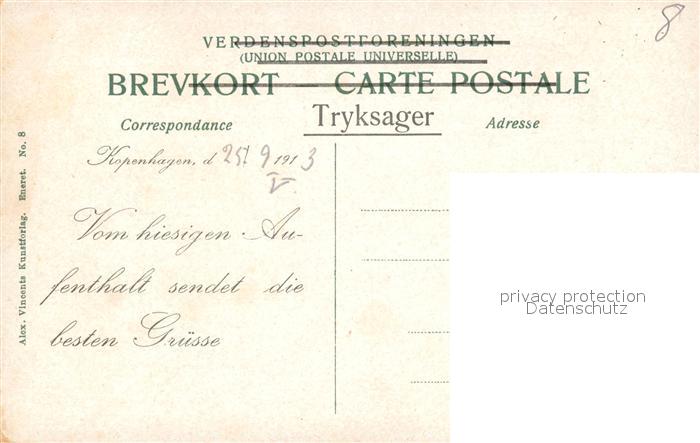 8
VERDENSPOSTFORENINGEN
(UNION POSTALE UNIVERSELLE)
BREVKORT — CARTE POSTALE
Tryksager
Correspondance
Adresse
Kopenhagen, d 25/9 1913
V.
Vom hiesigen Au-
fenthalt sendet die
besten Grüsse
Alex. Vincents Kunstforlag. Eneret. No. 8
privacy protection
Datenschutz